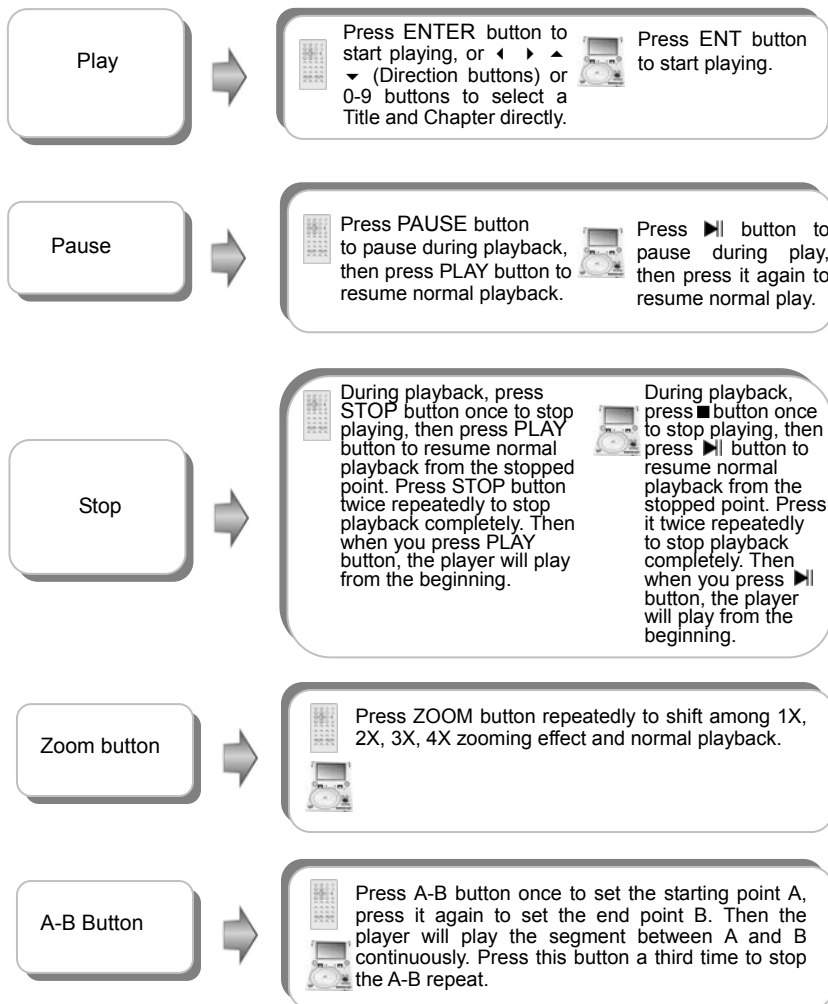 Play
Press ENTER button to
start playing, or ◂ ▸ ▴
▾ (Direction buttons) or
0-9 buttons to select a
Title and Chapter directly.
Press ENT button
to start playing.
Pause
Press PAUSE button
to pause during playback,
then press PLAY button to
resume normal playback.
Press ▶|| button to
pause during play,
then press it again to
resume normal play.
Stop
During playback, press
STOP button once to stop
playing, then press PLAY
button to resume normal
playback from the stopped
point. Press STOP button
twice repeatedly to stop
playback completely. Then
when you press PLAY
button, the player will play
from the beginning.
During playback,
press ■ button once
to stop playing, then
press ▶|| button to
resume normal
playback from the
stopped point. Press
it twice repeatedly
to stop playback
completely. Then
when you press ▶||
button, the player
will play from the
beginning.
Zoom button
Press ZOOM button repeatedly to shift among 1X,
2X, 3X, 4X zooming effect and normal playback.
A-B Button
Press A-B button once to set the starting point A,
press it again to set the end point B. Then the
player will play the segment between A and B
continuously. Press this button a third time to stop
the A-B repeat.